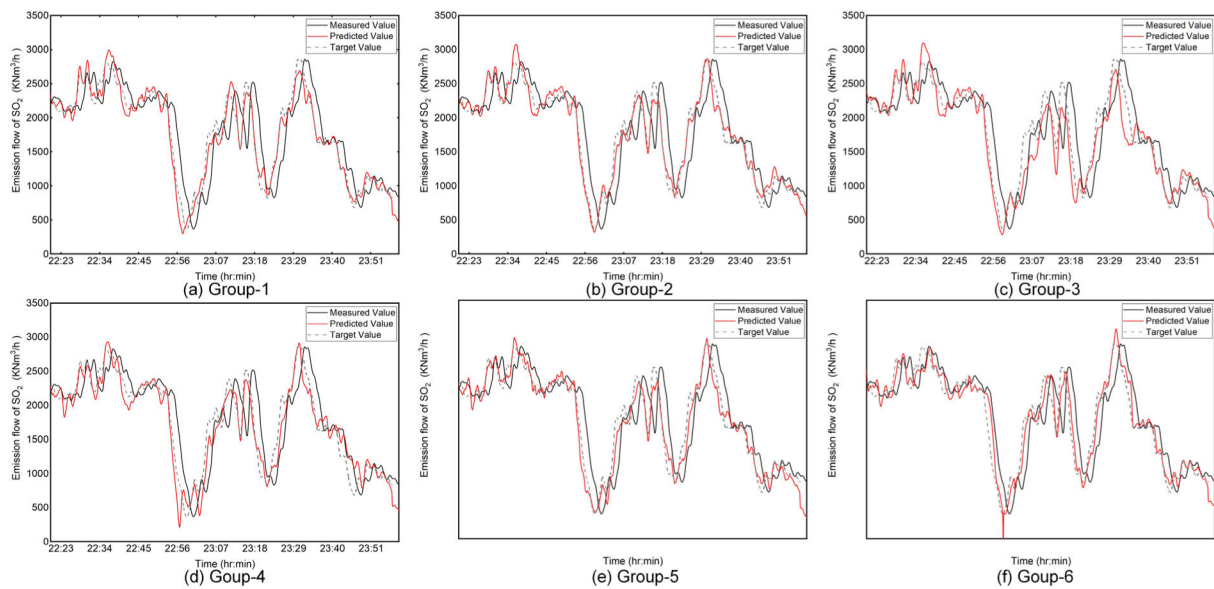 3500
3000
2500
2000
1500
1000
500
0
Emission flow of SO₂ (KNm³/h)
Measured Value
Predicted Value
Target Value
22:23 22:34 22:45 22:56 23:07 23:18 23:29 23:40 23:51
Time (hr:min)
(a) Group-1
3500
3000
2500
2000
1500
1000
500
0
Emission flow of SO₂ (KNm³/h)
Measured Value
Predicted Value
Target Value
22:23 22:34 22:45 22:56 23:07 23:18 23:29 23:40 23:51
Time (hr:min)
(b) Group-2
3500
3000
2500
2000
1500
1000
500
0
Emission flow of SO₂ (KNm³/h)
Measured Value
Predicted Value
Target Value
22:23 22:34 22:45 22:56 23:07 23:18 23:29 23:40 23:51
Time (hr:min)
(c) Group-3
3500
3000
2500
2000
1500
1000
500
0
Emission flow of SO₂ (KNm³/h)
Measured Value
Predicted Value
Target Value
22:23 22:34 22:45 22:56 23:07 23:18 23:29 23:40 23:51
Time (hr:min)
(d) Goup-4
Emission flow of SO₂ (KNm³/h)
Measured Value
Predicted Value
Target Value
Time (hr:min)
(e) Group-5
Emission flow of SO₂ (KNm³/h)
Measured Value
Predicted Value
Target Value
Time (hr:min)
(f) Goup-6